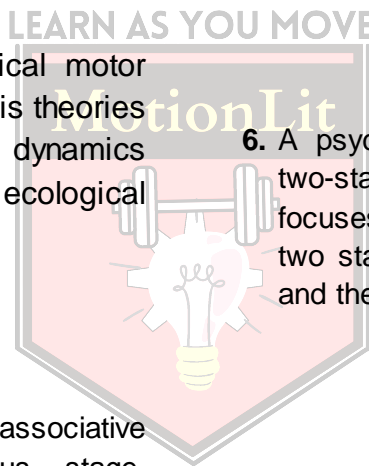 LEARN AS YOU MOVE
MotionLit
ical motor
is theories
dynamics
ecological
associative
stage
6. A psyc
two-sta
focuses
two sta
and the